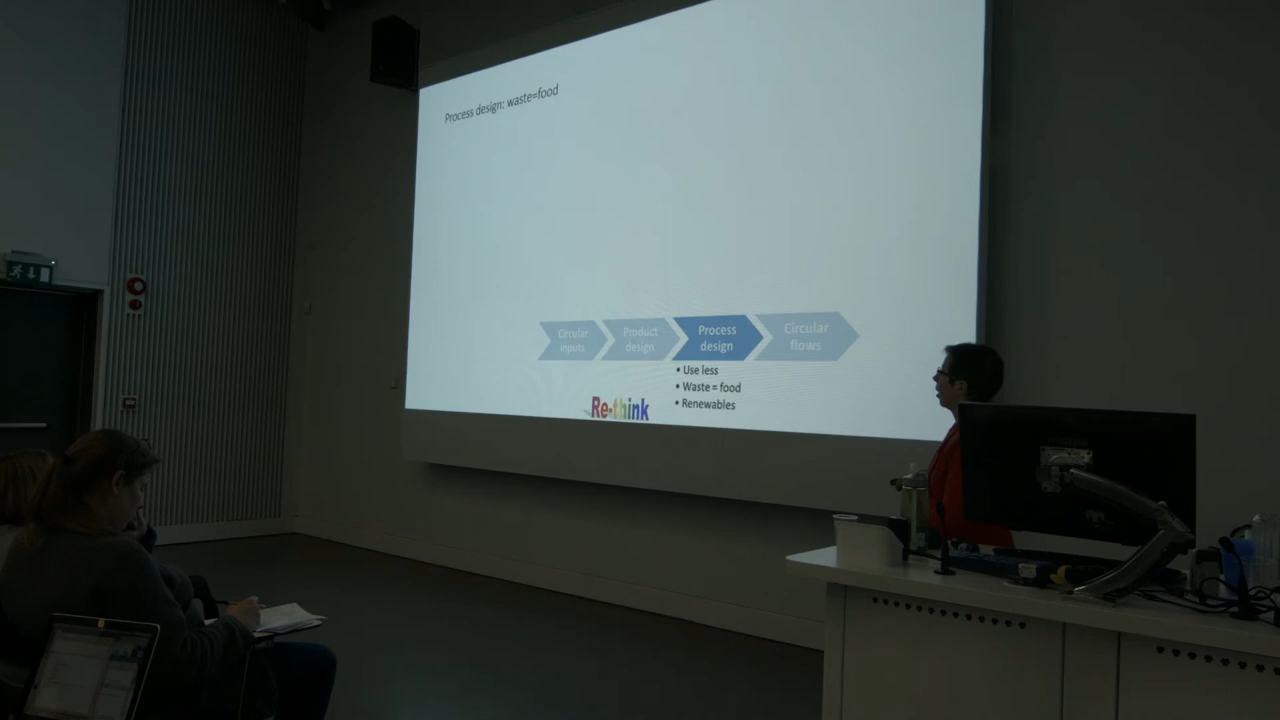 Process design: waste=food
Circular
inputs
Product
design
Process
design
Circular
flows
• Use less
• Waste = food
• Renewables
Re-think